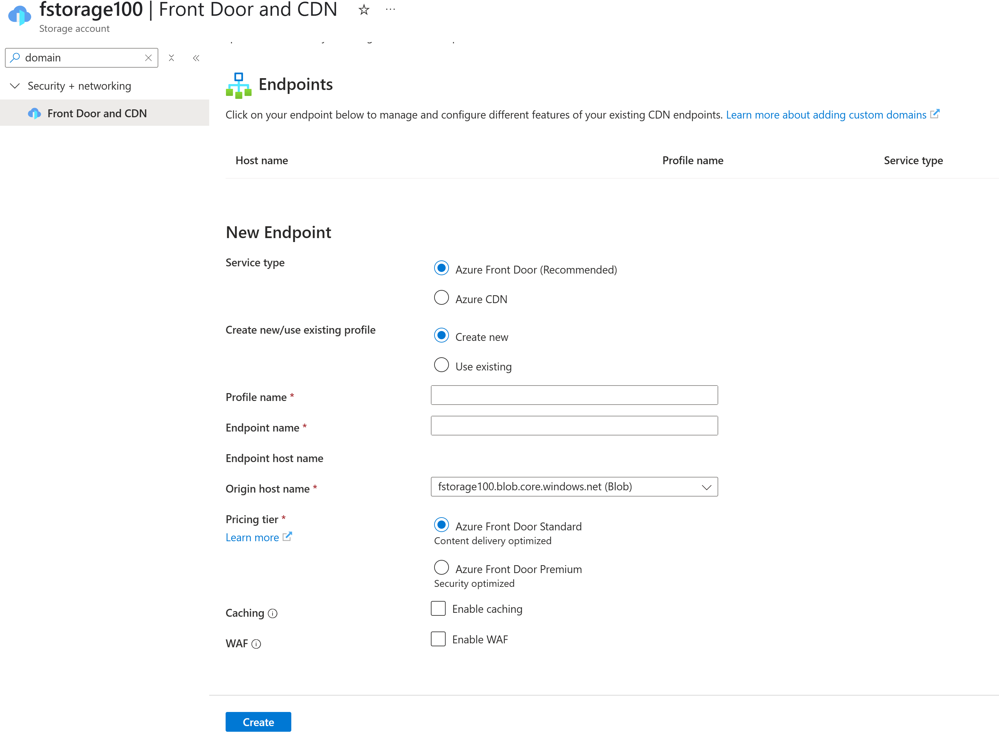 fstorage100 | Front Door and CDN
Storage account
domain
Security + networking
Front Door and CDN
Endpoints
Click on your endpoint below to manage and configure different features of your existing CDN endpoints. Learn more about adding custom domains
Host name Profile name Service type
New Endpoint
Service type
Azure Front Door (Recommended)
Azure CDN
Create new/use existing profile
Create new
Use existing
Profile name *
Endpoint name *
Endpoint host name
Origin host name *
fstorage100.blob.core.windows.net (Blob)
Pricing tier *
Learn more
Azure Front Door Standard
Content delivery optimized
Azure Front Door Premium
Security optimized
Caching
Enable caching
WAF
Enable WAF
Create